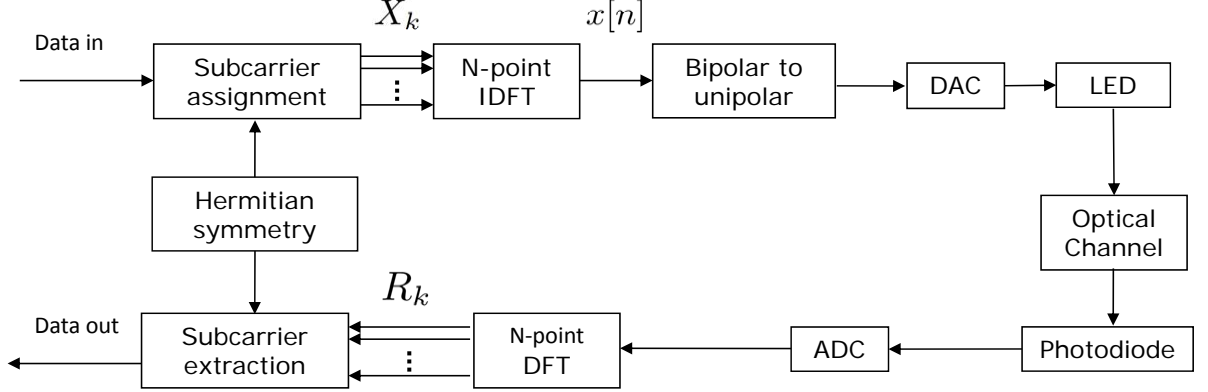 X_k
x[n]
Data in
Subcarrier
assignment
N-point
IDFT
Bipolar to
unipolar
DAC
LED
Hermitian
symmetry
Optical
Channel
R_k
Data out
Subcarrier
extraction
N-point
DFT
ADC
Photodiode